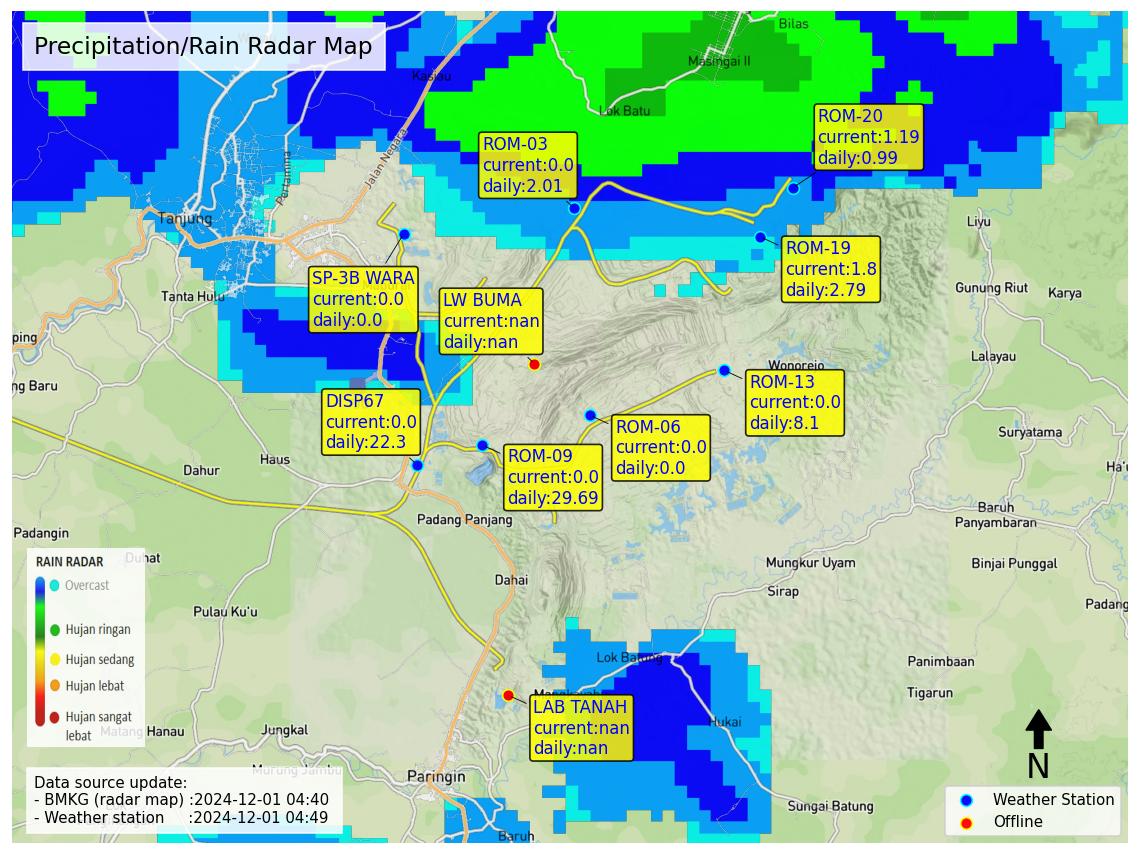 Precipitation/Rain Radar Map
Bilas
Masingai II
Kasiau
Lok Batu
Jalan Negara
Pertamina
Tanjung
ROM-03
current:0.0
daily:2.01
ROM-20
current:1.19
daily:0.99
Liyu
ROM-19
current:1.8
daily:2.79
SP-3B WARA
current:0.0
daily:0.0
LW BUMA
current:nan
daily:nan
Tanta Hulu
Gunung Riut
Karya
ping
Lalayau
Wonorejo
ng Baru
ROM-13
current:0.0
daily:8.1
DISP67
current:0.0
daily:22.3
ROM-06
current:0.0
daily:0.0
ROM-09
current:0.0
daily:29.69
Suryatama
Haus
Dahur
Ha'u
Baruh
Panyambaran
Padang Panjang
Padangin
Duhat
Mungkur Uyam
Binjai Punggal
Dahai
Sirap
Padang
Pulau Ku'u
RAIN RADAR
Overcast
Hujan ringan
Hujan sedang
Hujan lebat
Hujan sangat
lebat
Lok Batung
Panimbaan
Tigarun
LAB TANAH
current:nan
daily:nan
Hukai
Matang Hanau
Jungkal
Murung Jambu
Paringin
Sungai Batung
Baruh
Data source update:
- BMKG (radar map) :2024-12-01 04:40
- Weather station :2024-12-01 04:49
N
Weather Station
Offline